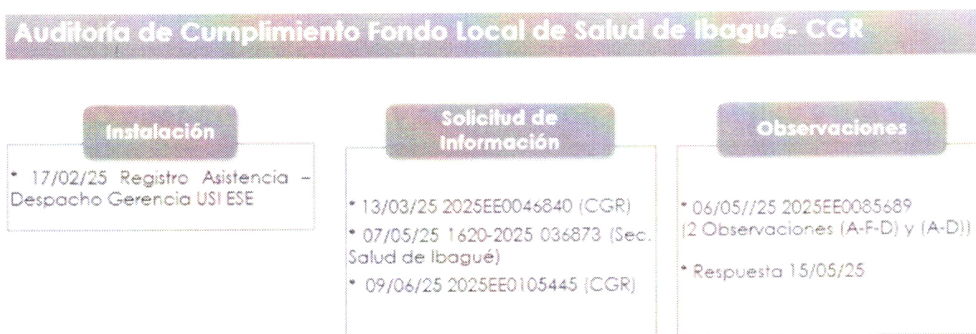 Auditoría de Cumplimiento Fondo Local de Salud de Ibagué- CGR
Instalación
* 17/02/25 Registro Asistencia –
Despacho Gerencia USI ESE
Solicitud de
Información
* 13/03/25 2025EE0046840 (CGR)
* 07/05/25 1620-2025 036873 (Sec.
Salud de Ibagué)
* 09/06/25 2025EE0105445 (CGR)
Observaciones
* 06/05//25 2025EE0085689
(2 Observaciones (A-F-D) y (A-D))
* Respuesta 15/05/25